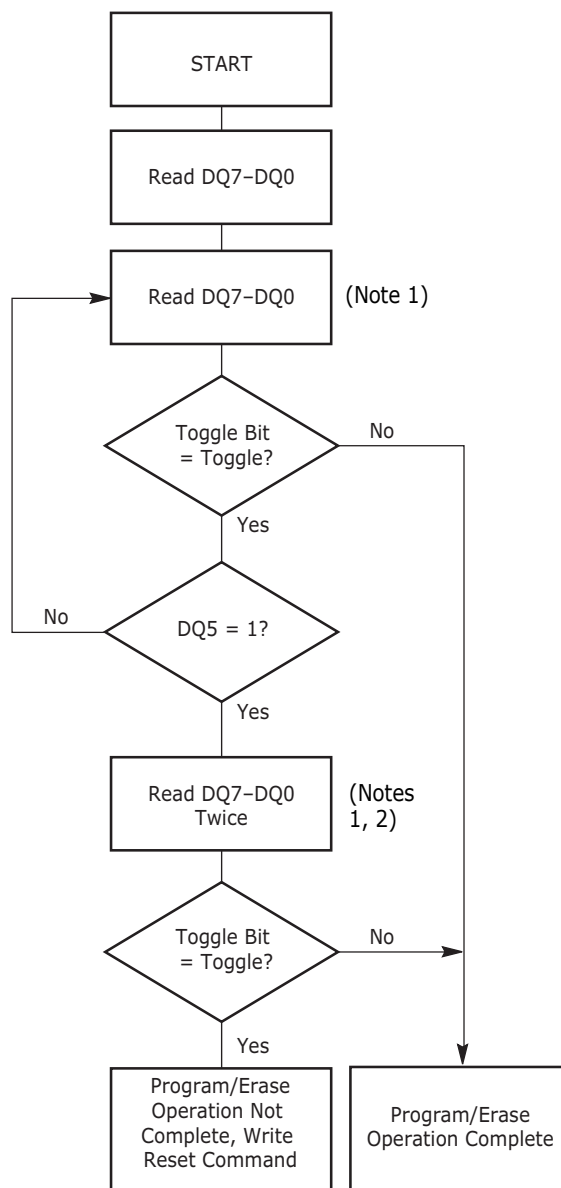 START
Read DQ7–DQ0
Read DQ7–DQ0
(Note 1)
Toggle Bit
= Toggle?
No
Yes
No
DQ5 = 1?
Yes
Read DQ7–DQ0
Twice
(Notes
1, 2)
Toggle Bit
= Toggle?
No
Yes
Program/Erase
Operation Not
Complete, Write
Reset Command
Program/Erase
Operation Complete